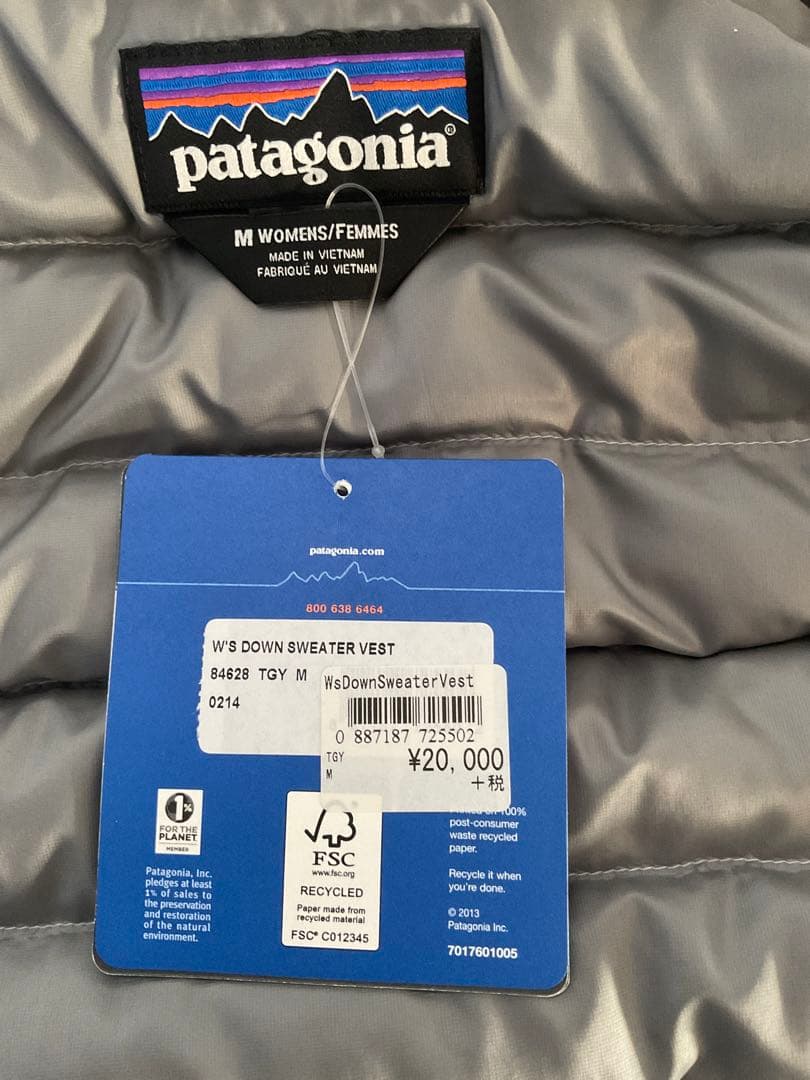 patagonia®
M WOMENS/FEMMES
MADE IN VIETNAM
FABRIQUÉ AU VIETNAM
patagonia.com
800 638 6464
W'S DOWN SWEATER VEST
84628 TGY M
0214
WsDownSweaterVest
0 887187 725502
TGY
¥20,000
M
+税
1%
FOR THE
PLANET
MEMBER
Patagonia, Inc.
pledges at least
1% of sales to
the preservation
and restoration
of the natural
environment.
FSC
www.fsc.org
RECYCLED
Paper made from
recycled material
FSC® C012345
100%
post-consumer
waste recycled
paper.
Recycle it when
you're done.
© 2013
Patagonia Inc.
7017601005